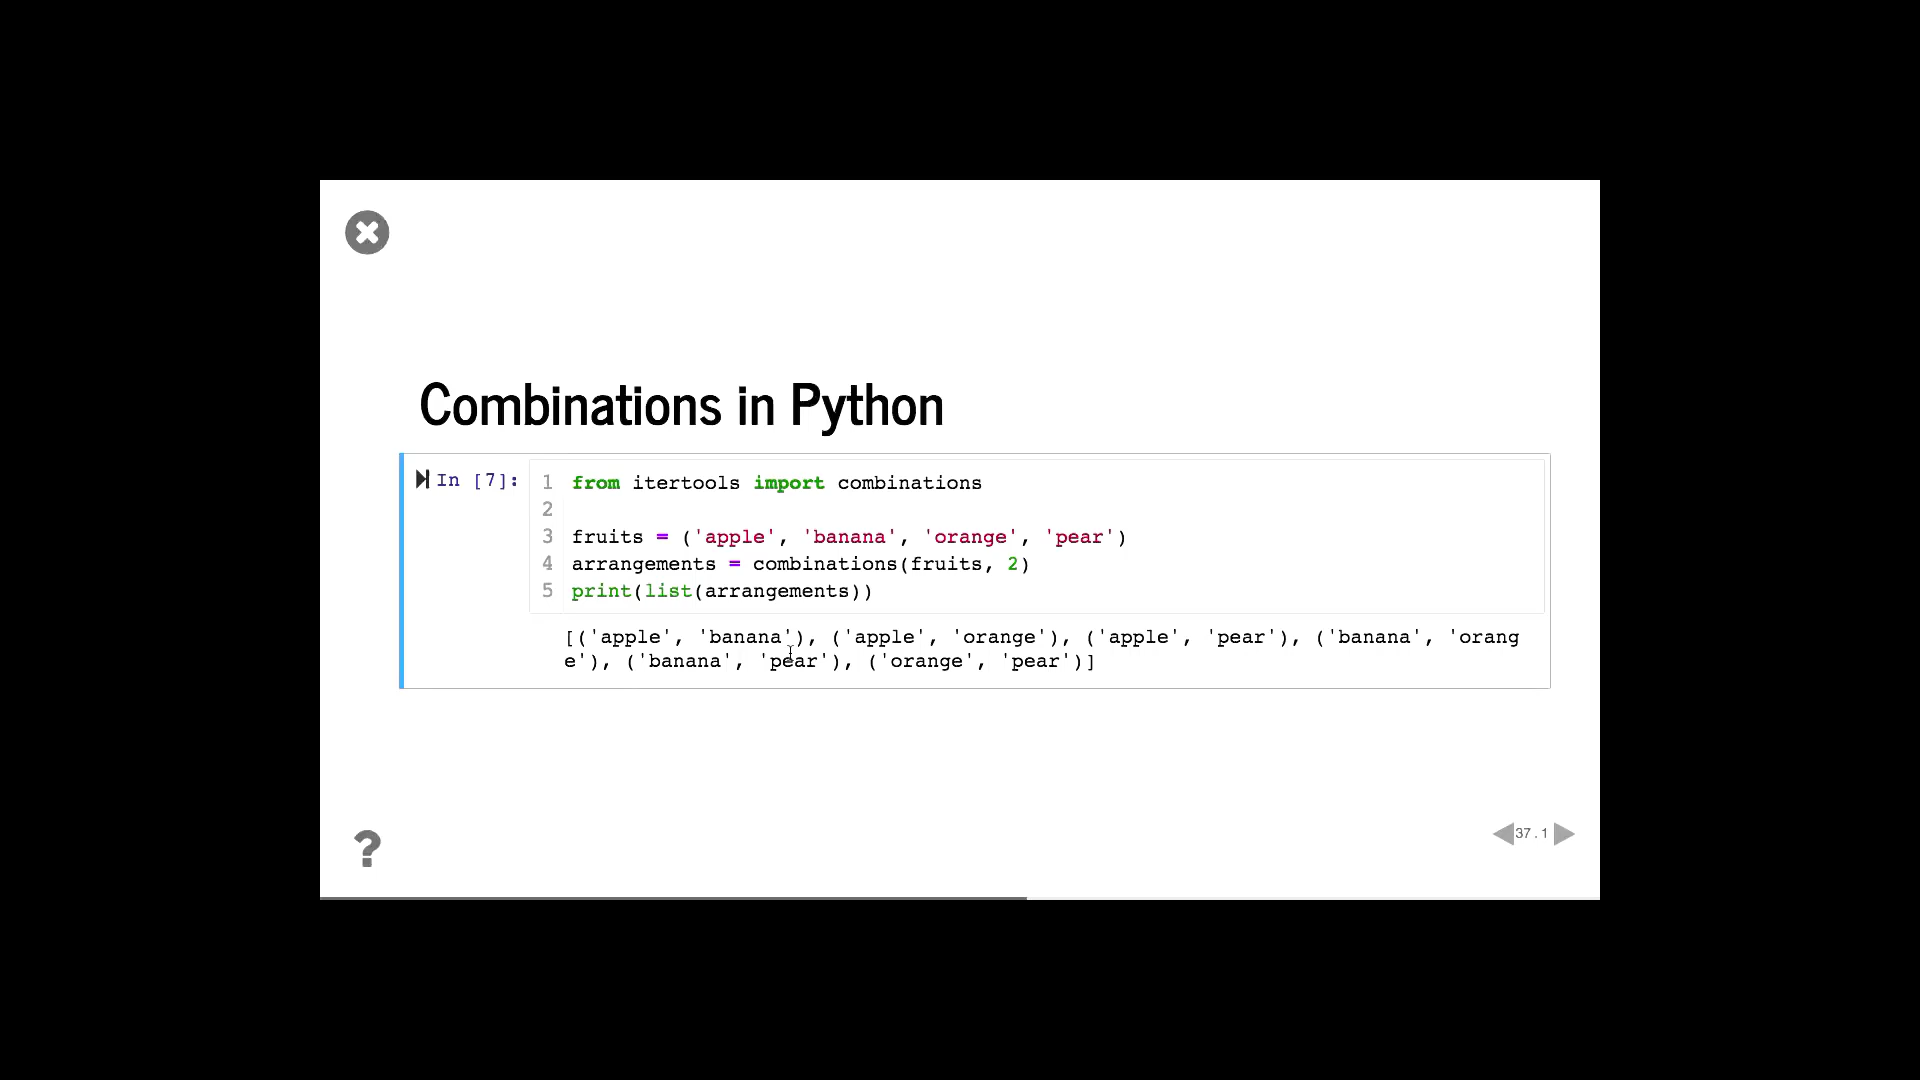 Combinations in Python
In [7]:
1 from itertools import combinations
2
3 fruits = ('apple', 'banana', 'orange', 'pear')
4 arrangements = combinations(fruits, 2)
5 print(list(arrangements))
[('apple', 'banana'), ('apple', 'orange'), ('apple', 'pear'), ('banana', 'orang
e'), ('banana', 'pear'), ('orange', 'pear')]
?
37 . 1